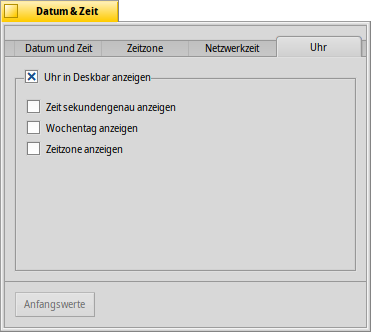 Datum & Zeit
Datum und Zeit Zeitzone Netzwerkzeit Uhr
Uhr in Deskbar anzeigen
Zeit sekundengenau anzeigen
Wochentag anzeigen
Zeitzone anzeigen
Anfangswerte